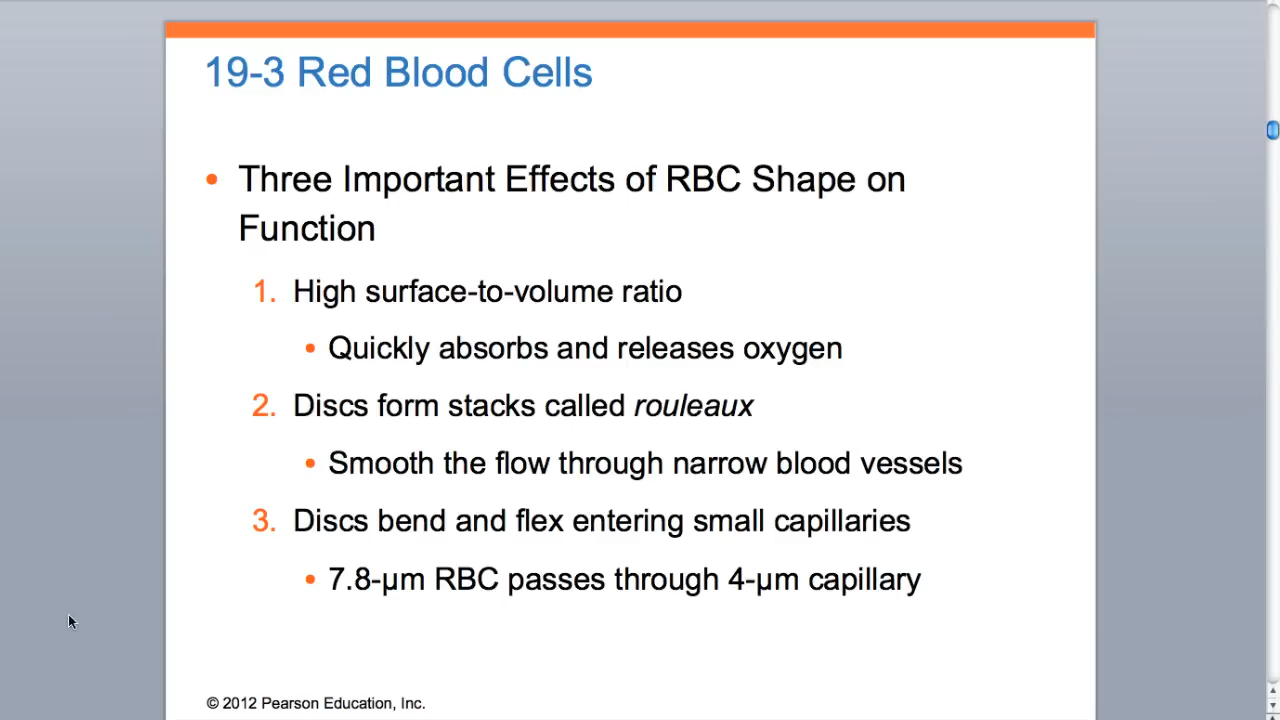 19-3 Red Blood Cells
• Three Important Effects of RBC Shape on
Function
1. High surface-to-volume ratio
• Quickly absorbs and releases oxygen
2. Discs form stacks called rouleaux
• Smooth the flow through narrow blood vessels
3. Discs bend and flex entering small capillaries
• 7.8-µm RBC passes through 4-µm capillary
© 2012 Pearson Education, Inc.